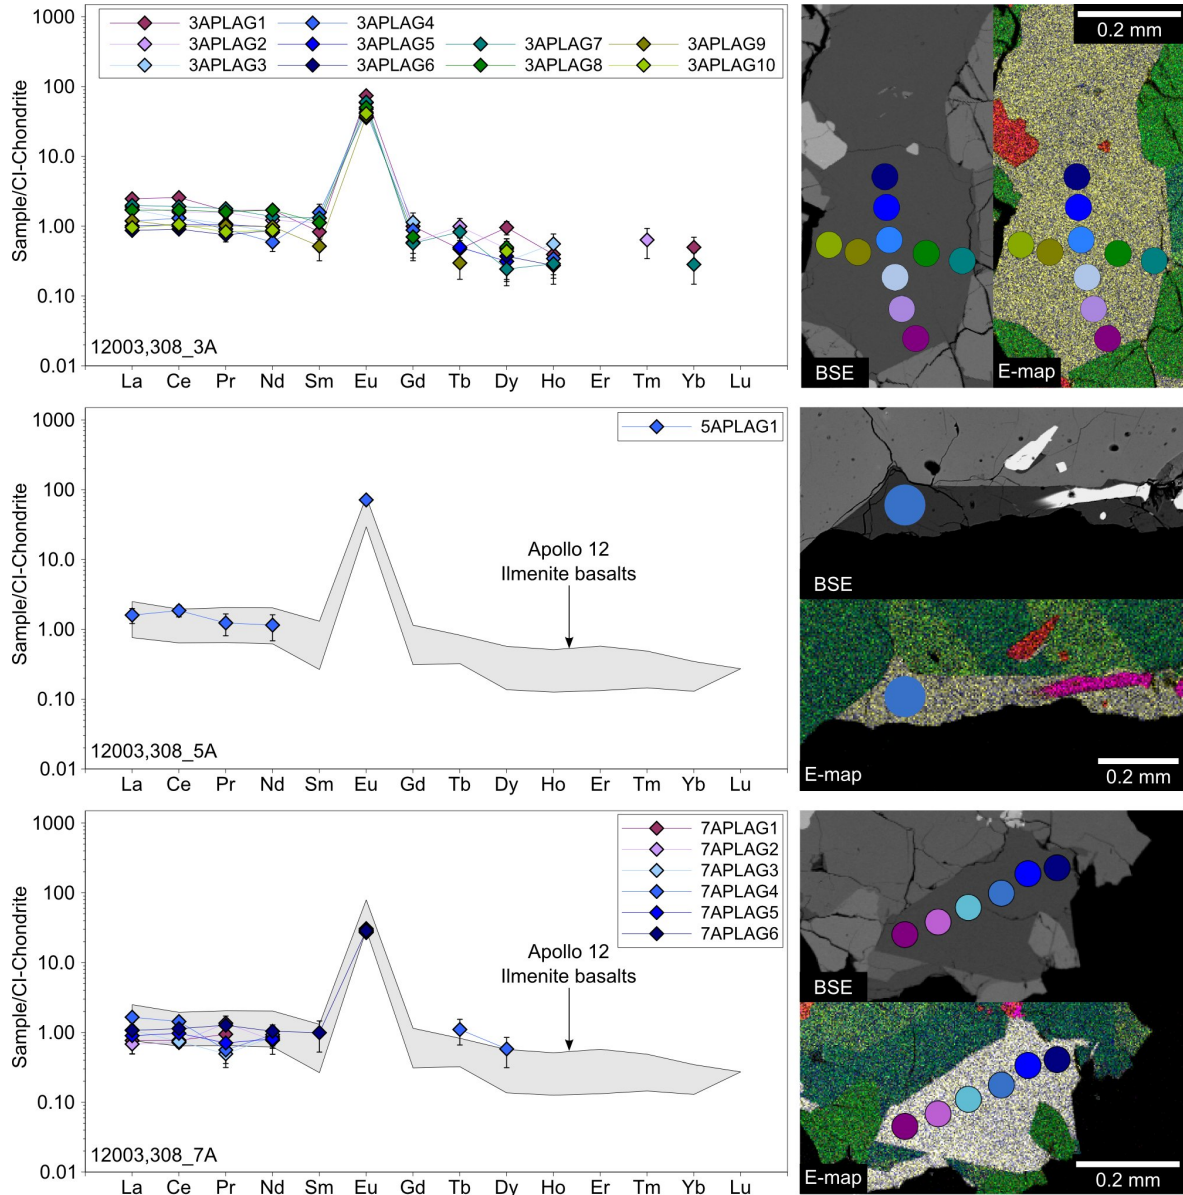 1000
100
10.0
1.00
0.10
0.01
Sample/CI-Chondrite
3APLAG1
3APLAG2
3APLAG3
3APLAG4
3APLAG5
3APLAG6
3APLAG7
3APLAG8
3APLAG9
3APLAG10
12003,308_3A
La Ce Pr Nd Sm Eu Gd Tb Dy Ho Er Tm Yb Lu
BSE
E-map
0.2 mm
1000
100
10.0
1.00
0.10
0.01
Sample/CI-Chondrite
5APLAG1
Apollo 12
Ilmenite basalts
12003,308_5A
La Ce Pr Nd Sm Eu Gd Tb Dy Ho Er Tm Yb Lu
BSE
E-map
0.2 mm
1000
100
10.0
1.00
0.10
0.01
Sample/CI-Chondrite
7APLAG1
7APLAG2
7APLAG3
7APLAG4
7APLAG5
7APLAG6
Apollo 12
Ilmenite basalts
12003,308_7A
La Ce Pr Nd Sm Eu Gd Tb Dy Ho Er Tm Yb Lu
BSE
E-map
0.2 mm